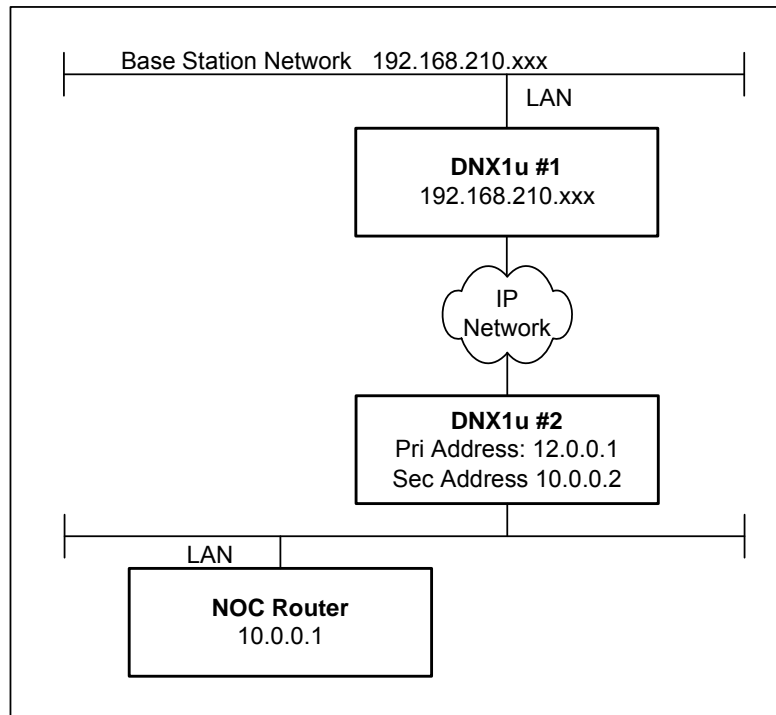 Base Station Network 192.168.210.xxx
LAN
DNX1u #1
192.168.210.xxx
IP
Network
DNX1u #2
Pri Address: 12.0.0.1
Sec Address 10.0.0.2
LAN
NOC Router
10.0.0.1